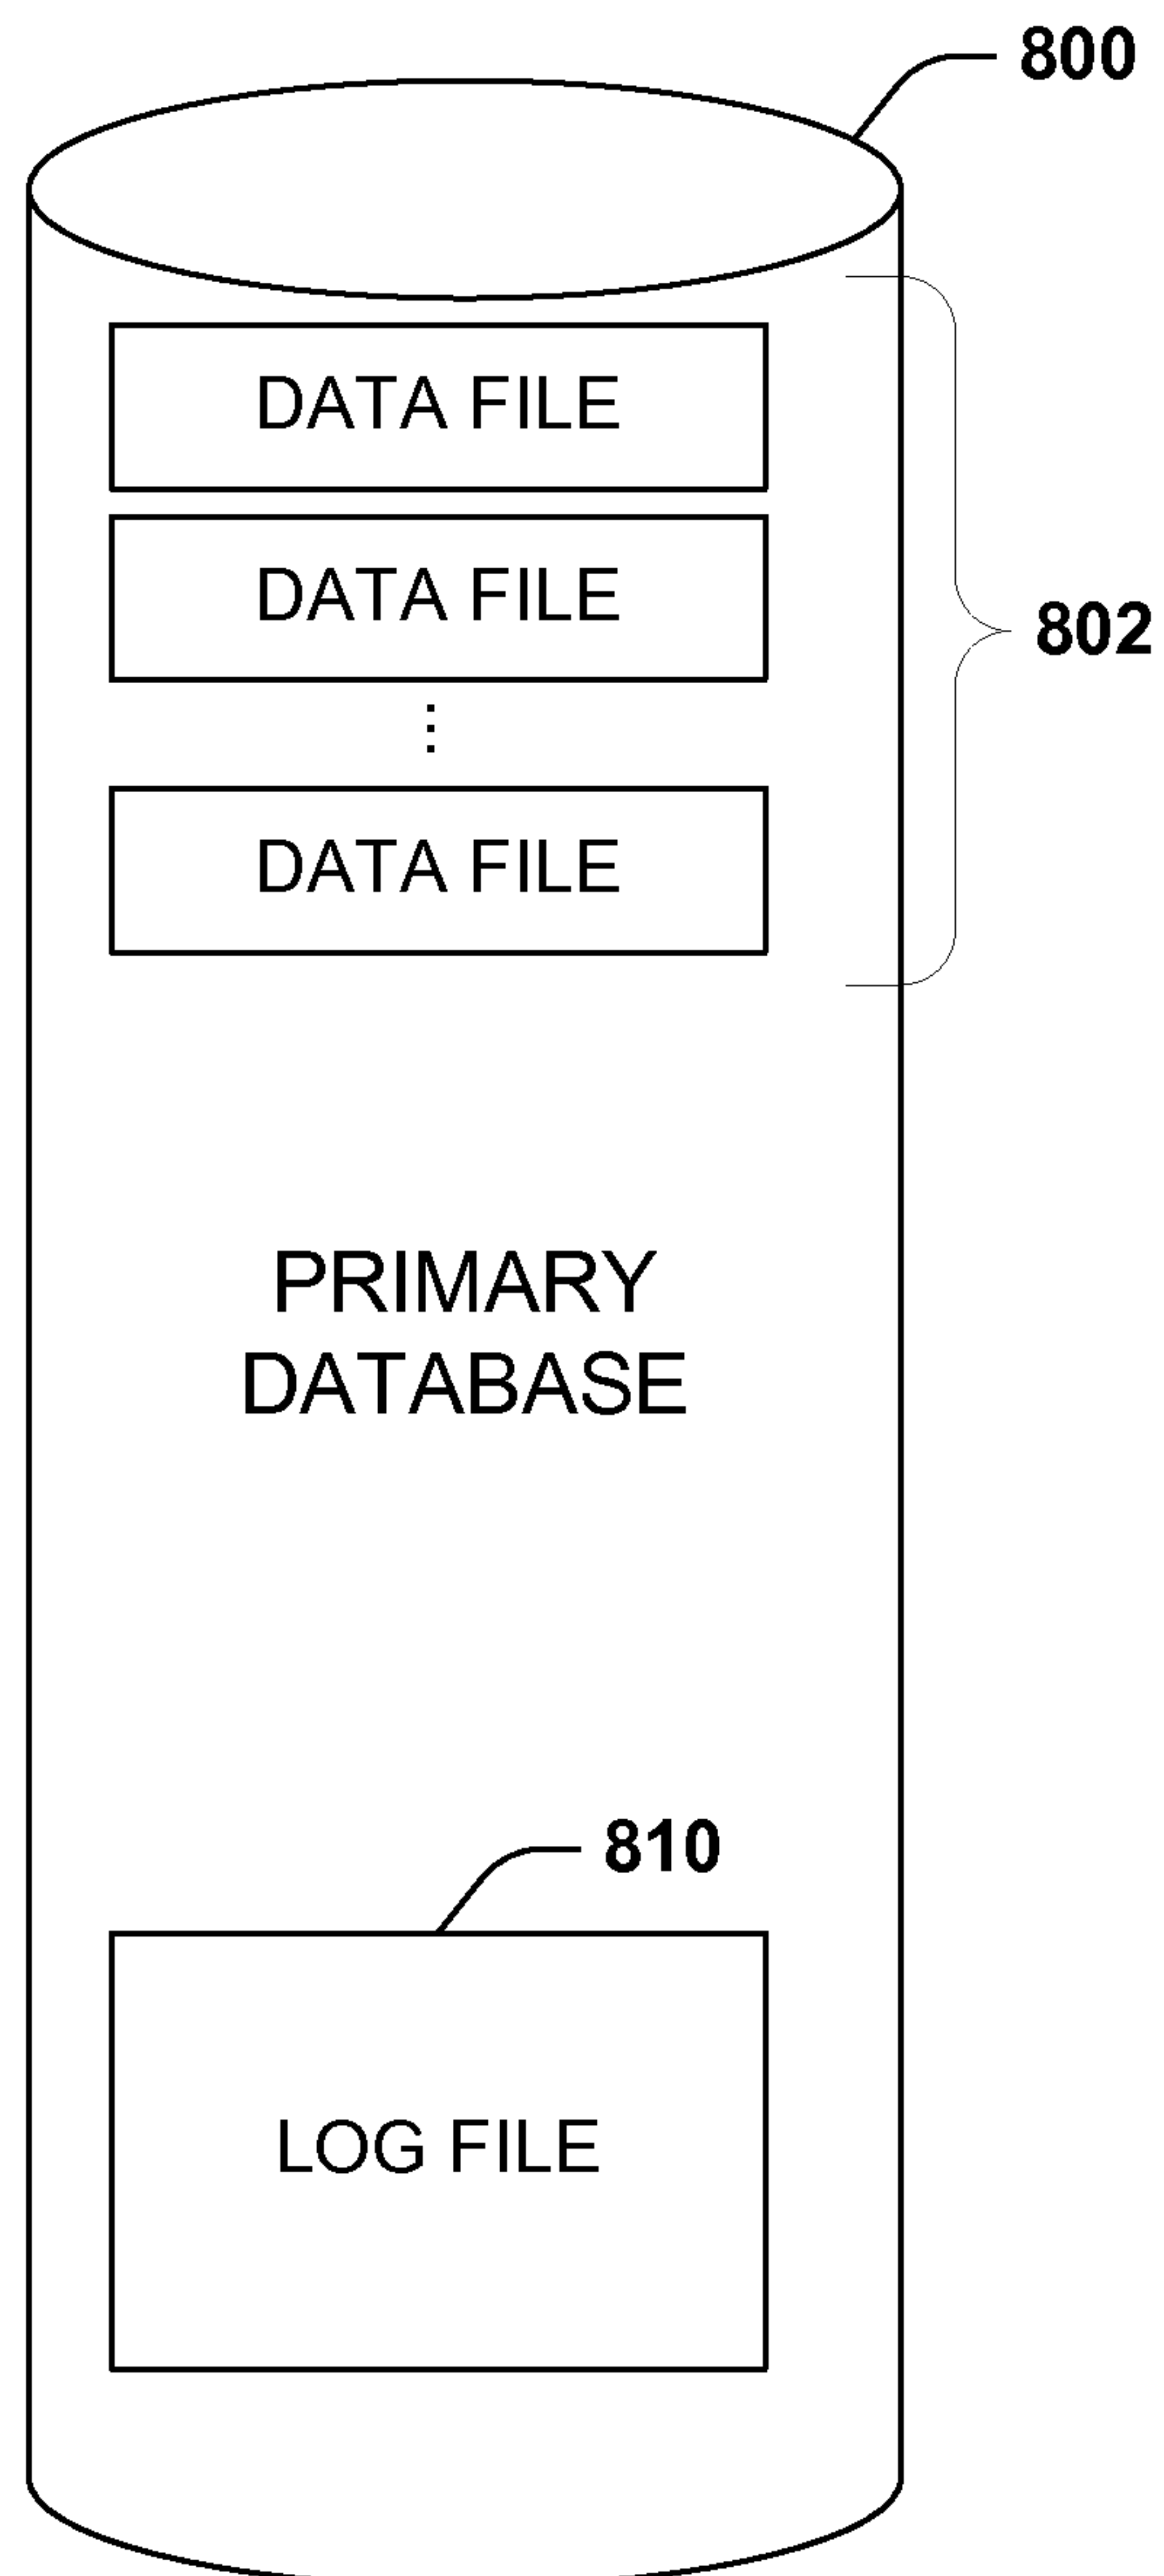 800
DATA FILE
DATA FILE
802
DATA FILE
PRIMARY
DATABASE
810
LOG FILE